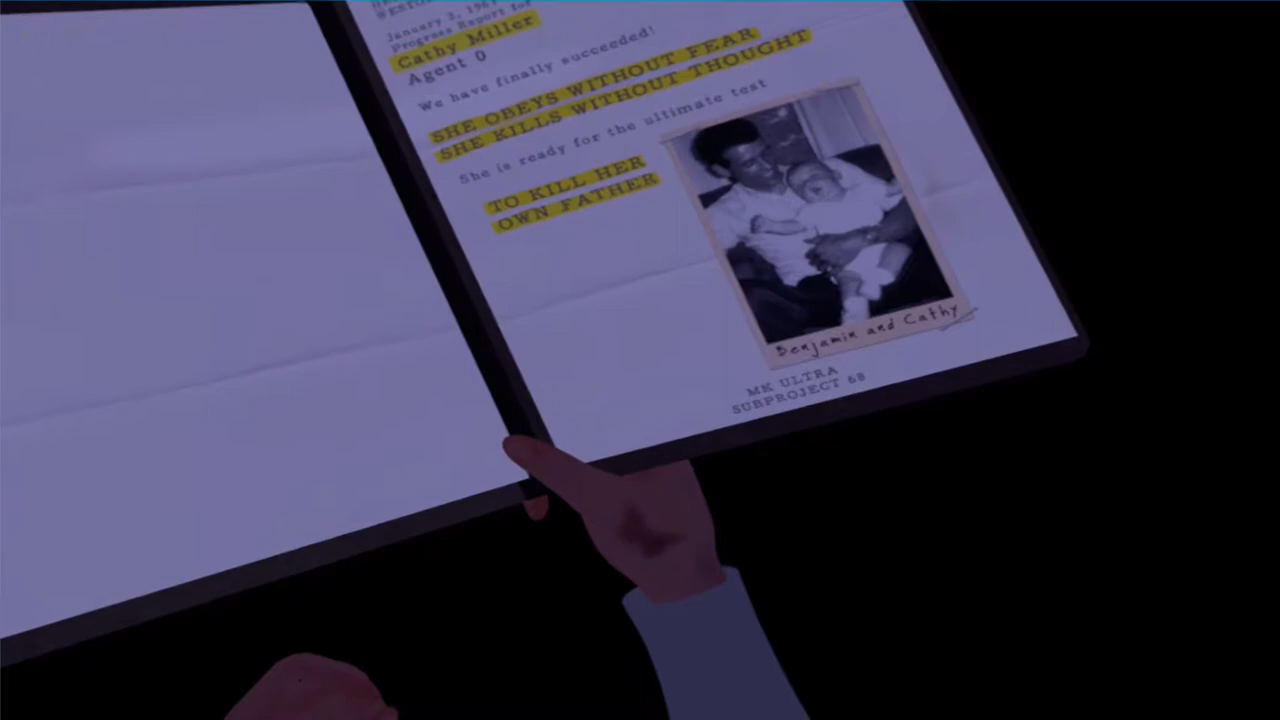 January 3, 196
Progress Report for
Cathy Miller
Agent 0
We have finally succeeded!
SHE OBEYS WITHOUT FEAR
SHE KILLS WITHOUT THOUGHT
She is ready for the ultimate test
TO KILL HER
OWN FATHER
Benjamin and Cathy
MK ULTRA
SUBPROJECT 68